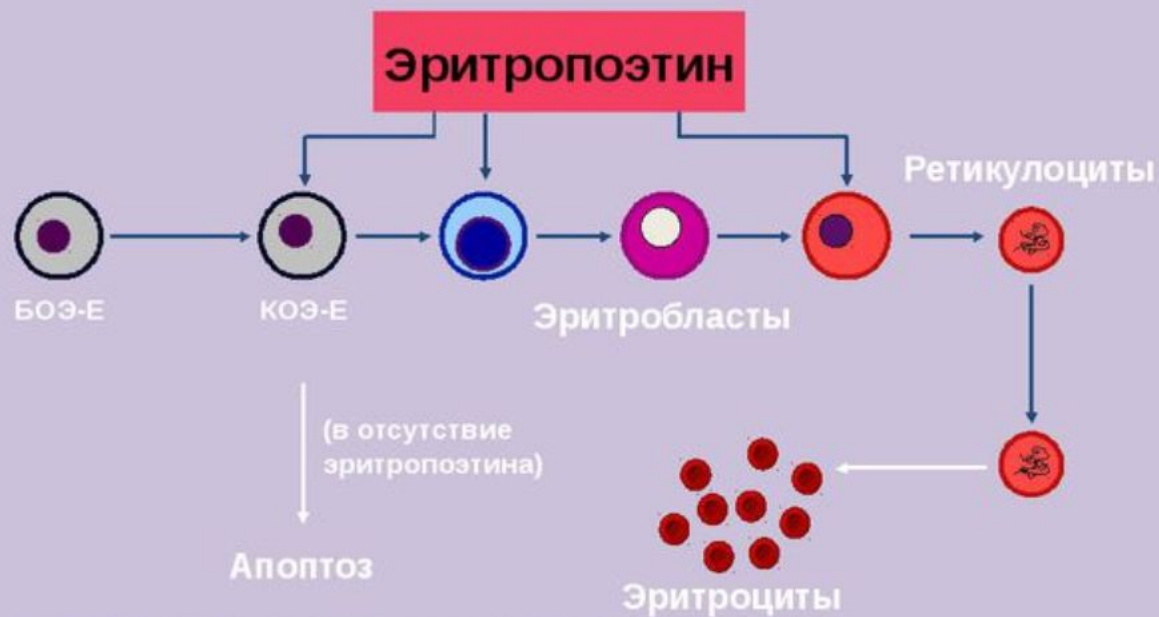 Эритропоэтин
Ретикулоциты
БОЭ-Е
КОЭ-Е
Эритробласты
(в отсутствие
эритропоэтина)
Апоптоз
Эритроциты